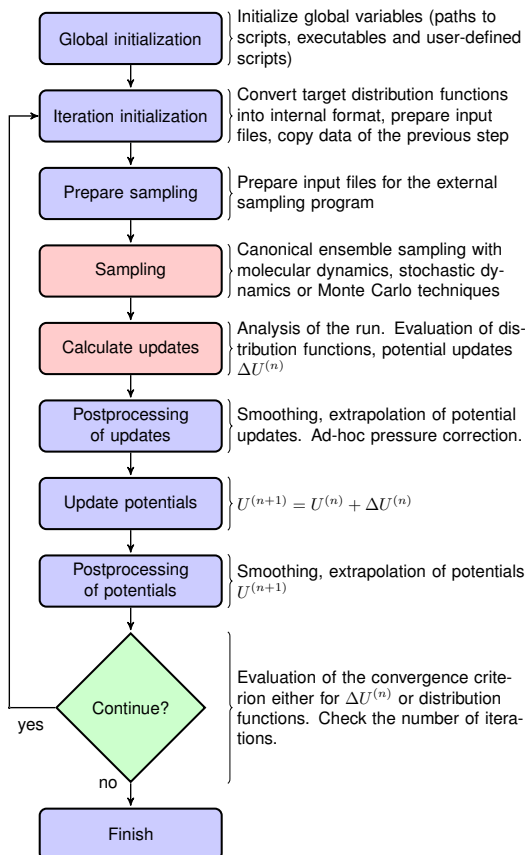 Global initialization
Initialize global variables (paths to
scripts, executables and user-defined
scripts)
Iteration initialization
Convert target distribution functions
into internal format, prepare input
files, copy data of the previous step
Prepare sampling
Prepare input files for the external
sampling program
Sampling
Canonical ensemble sampling with
molecular dynamics, stochastic dy-
namics or Monte Carlo techniques
Calculate updates
Analysis of the run. Evaluation of dis-
tribution functions, potential updates
ΔU⁽ⁿ⁾
Postprocessing
of updates
Smoothing, extrapolation of potential
updates. Ad-hoc pressure correction.
Update potentials
U⁽ⁿ⁺¹⁾ = U⁽ⁿ⁾ + ΔU⁽ⁿ⁾
Postprocessing
of potentials
Smoothing, extrapolation of potentials
U⁽ⁿ⁺¹⁾
Continue?
Evaluation of the convergence crite-
rion either for ΔU⁽ⁿ⁾ or distribution
functions. Check the number of itera-
tions.
yes
no
Finish